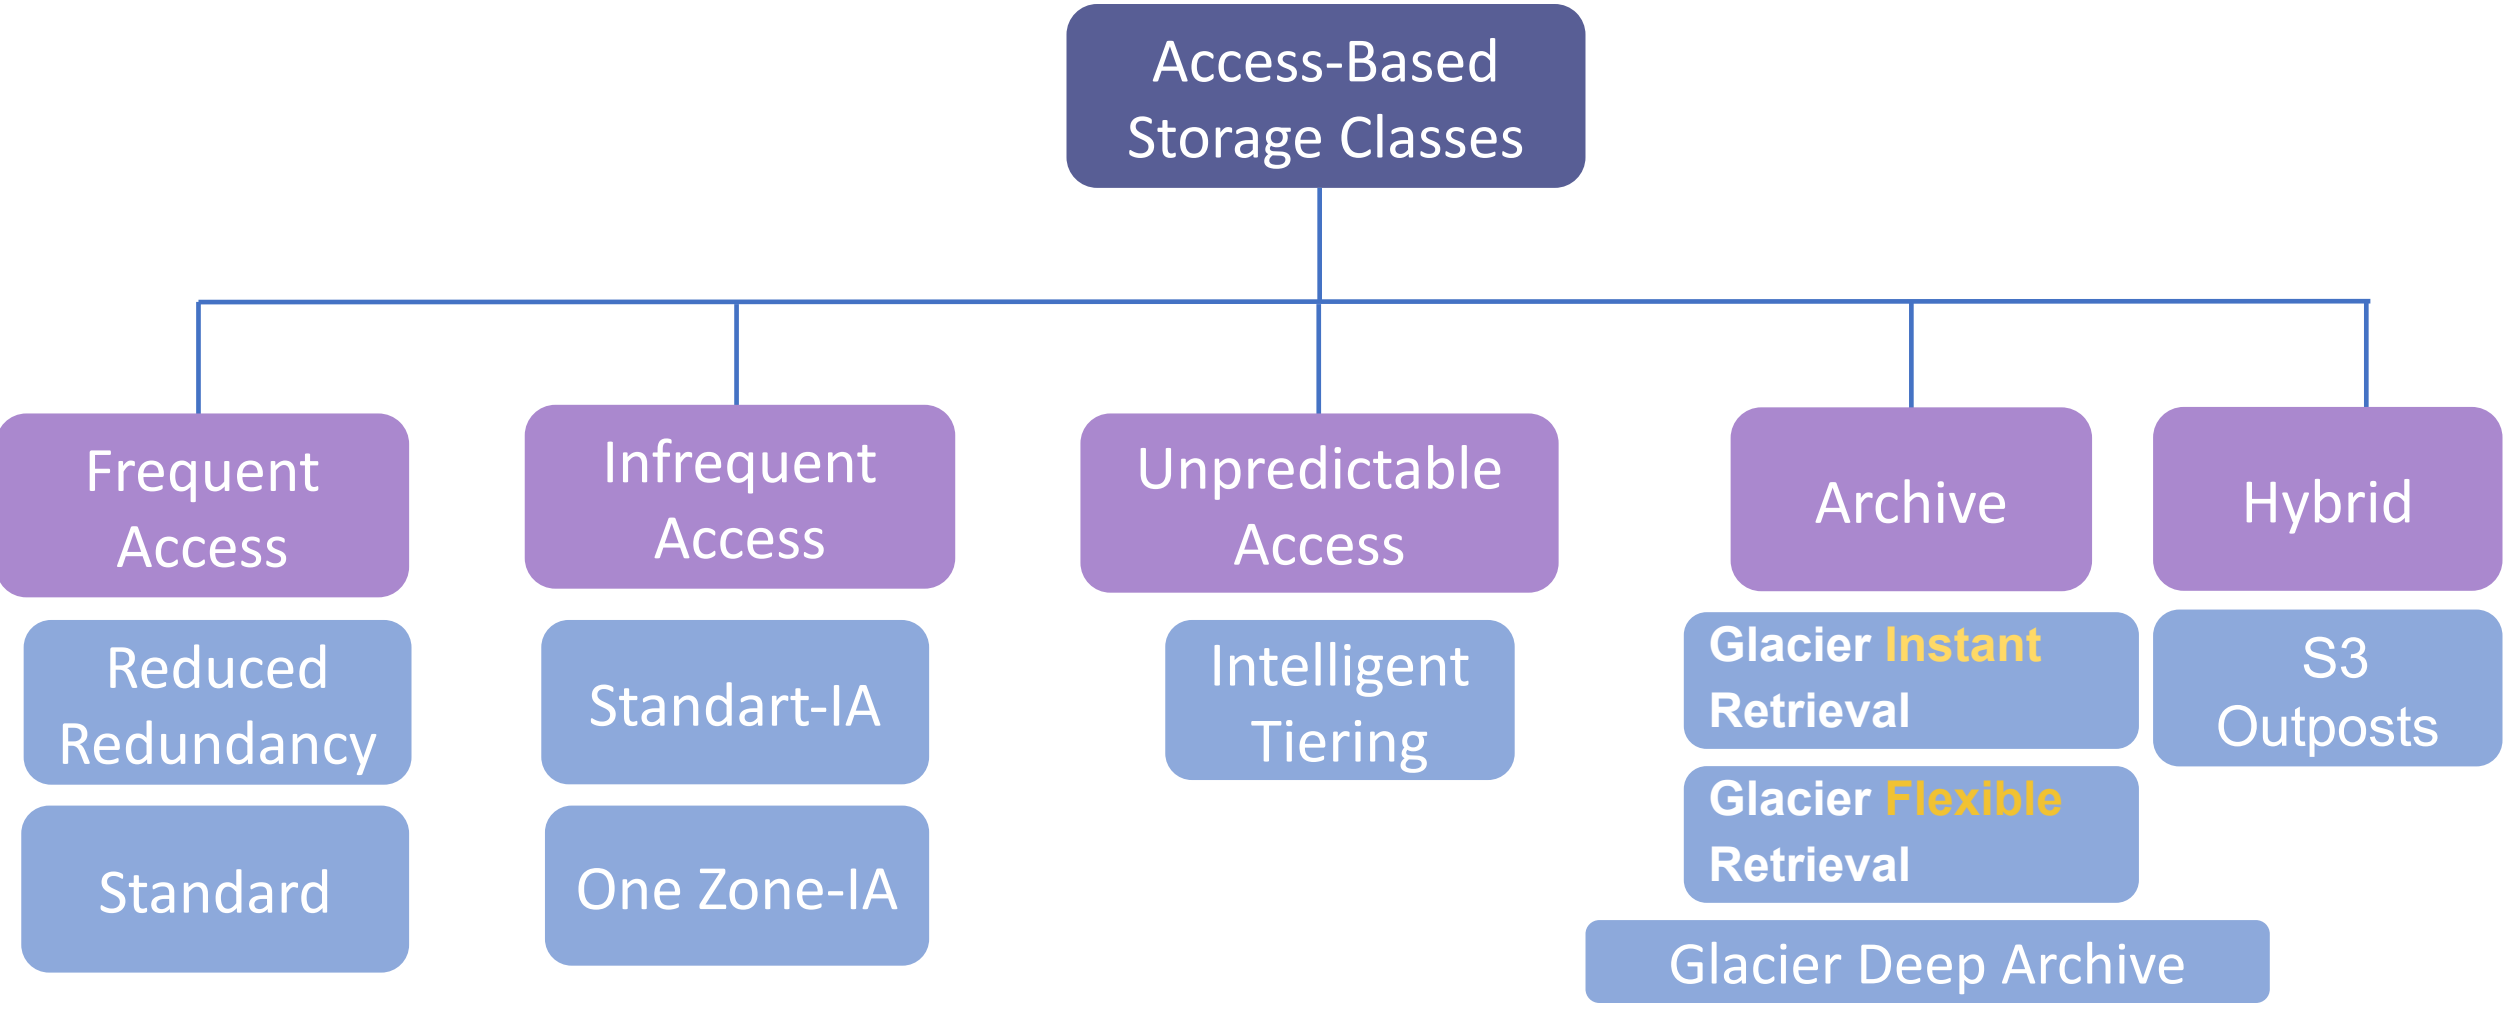 Access-Based
Storage Classes
Frequent
Access
Infrequent
Access
Unpredictable
Access
Archive
Hybrid
Reduced
Redundancy
Standard
Standart-IA
One Zone-IA
Intelligent
Tiering
Glacier Instant
Retrieval
Glacier Flexible
Retrieval
Glacier Deep Archive
S3
Outposts